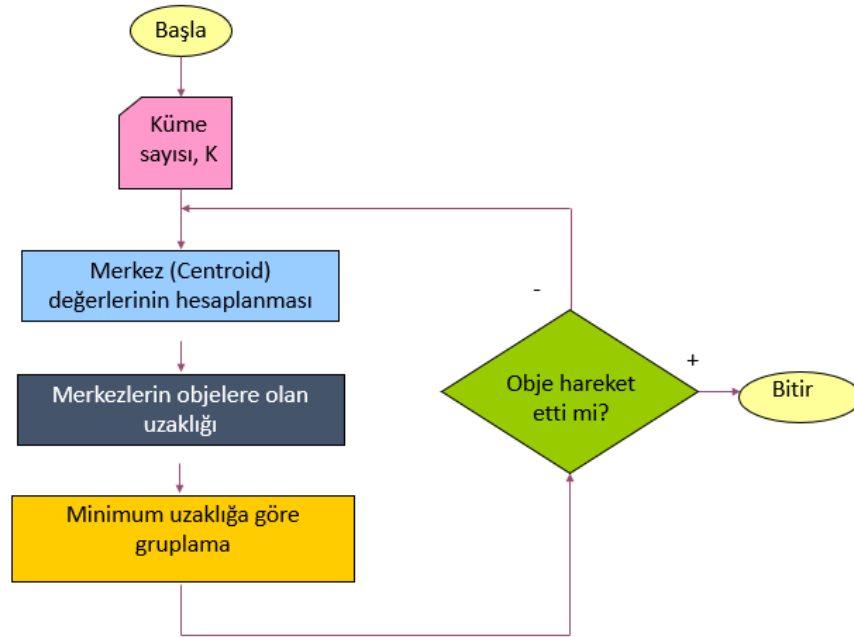 Başla
Küme
sayısı, K
Merkez (Centroid)
değerlerinin hesaplanması
Merkezlerin objelere olan
uzaklığı
Minimum uzaklığa göre
gruplama
-
Obje hareket
etti mi?
+
Bitir